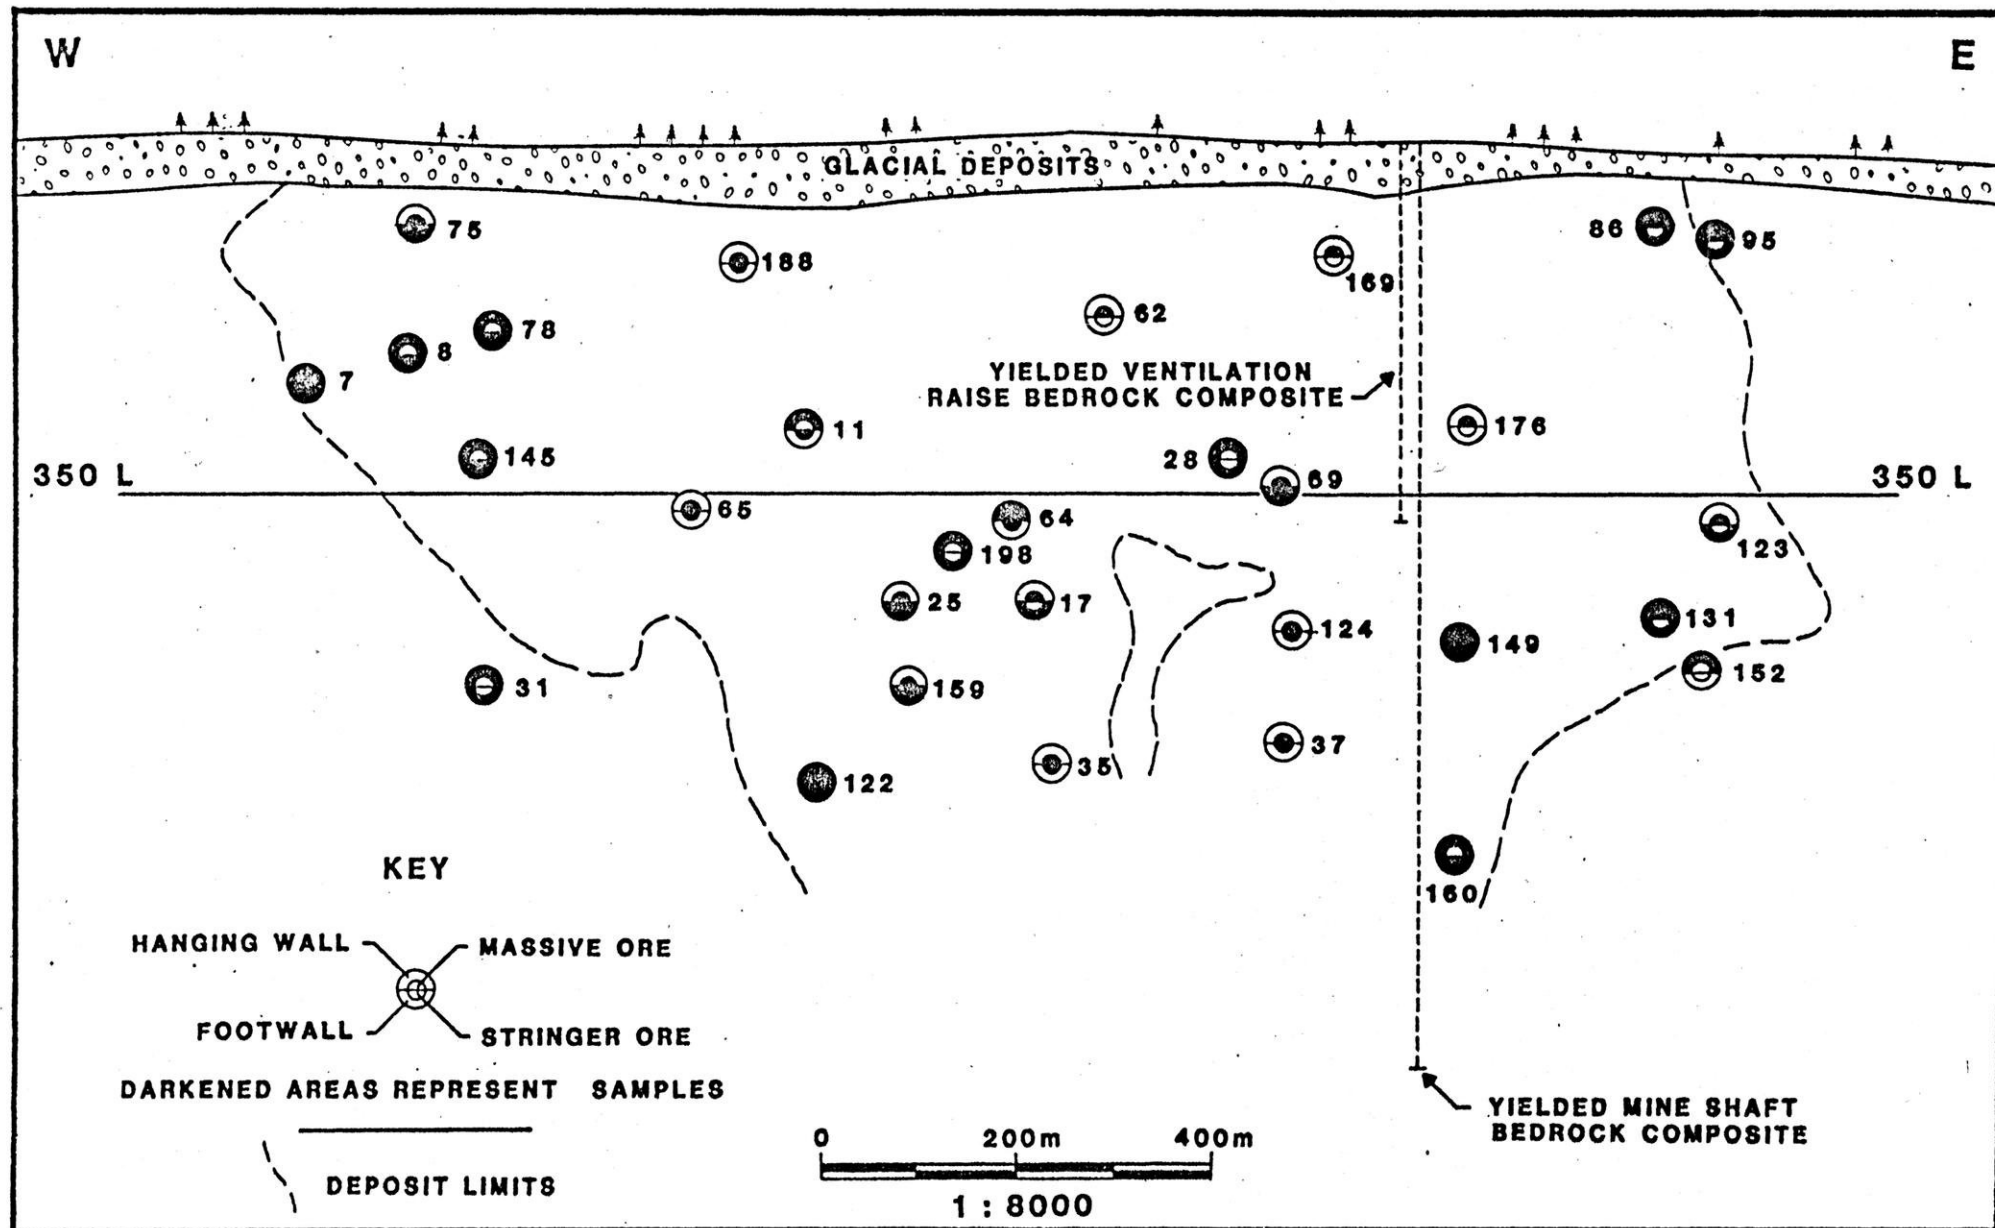 W
E
GLACIAL DEPOSITS
75
188
169
86
95
62
78
8
7
YIELDED VENTILATION
RAISE BEDROCK COMPOSITE
11
176
145
28
69
350 L
350 L
65
64
123
198
25
17
124
149
131
152
31
159
35
37
122
160
KEY
HANGING WALL
MASSIVE ORE
FOOTWALL
STRINGER ORE
DARKENED AREAS REPRESENT SAMPLES
DEPOSIT LIMITS
0 200m 400m
1 : 8000
YIELDED MINE SHAFT
BEDROCK COMPOSITE